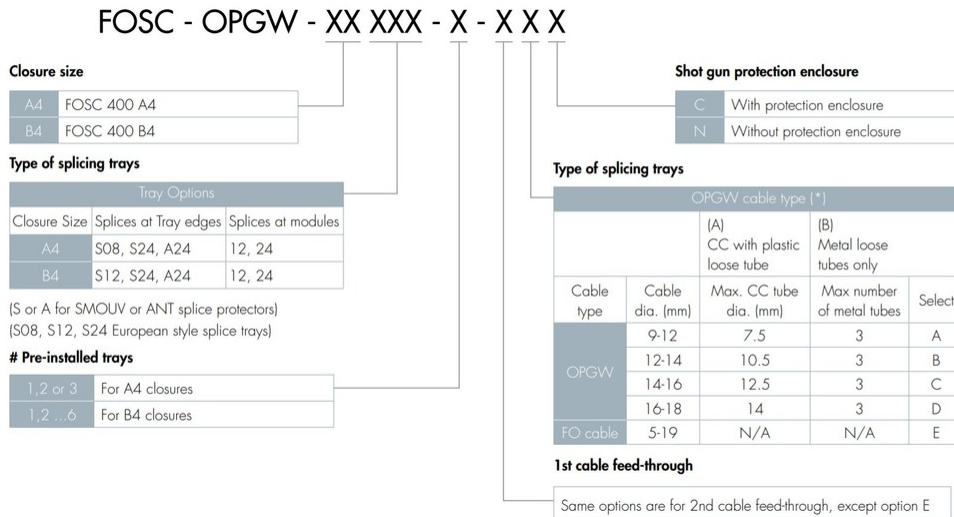 FOSC - OPGW - XX XXX - X - X X X
Closure size
A4 FOSC 400 A4
B4 FOSC 400 B4
Type of splicing trays
Tray Options
Closure Size Splices at Tray edges Splices at modules
A4 S08, S24, A24 12, 24
B4 S12, S24, A24 12, 24
(S or A for SMOUV or ANT splice protectors)
(S08, S12, S24 European style splice trays)
# Pre-installed trays
1,2 or 3 For A4 closures
1,2 ...6 For B4 closures
Shot gun protection enclosure
C With protection enclosure
N Without protection enclosure
Type of splicing trays
OPGW cable type (*)
(A)
CC with plastic
loose tube
(B)
Metal loose
tubes only
Cable
type
Cable
dia. (mm)
Max. CC tube
dia. (mm)
Max number
of metal tubes
Select
OPGW
9-12 7.5 3 A
12-14 10.5 3 B
14-16 12.5 3 C
16-18 14 3 D
FO cable 5-19 N/A N/A E
1st cable feed-through
Same options are for 2nd cable feed-through, except option E